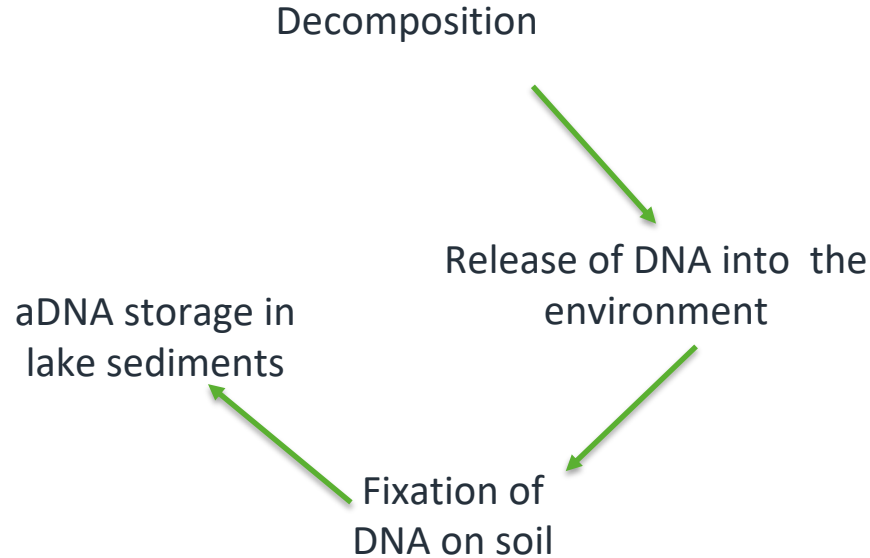 Decomposition
Release of DNA into the
environment
aDNA storage in
lake sediments
Fixation of
DNA on soil